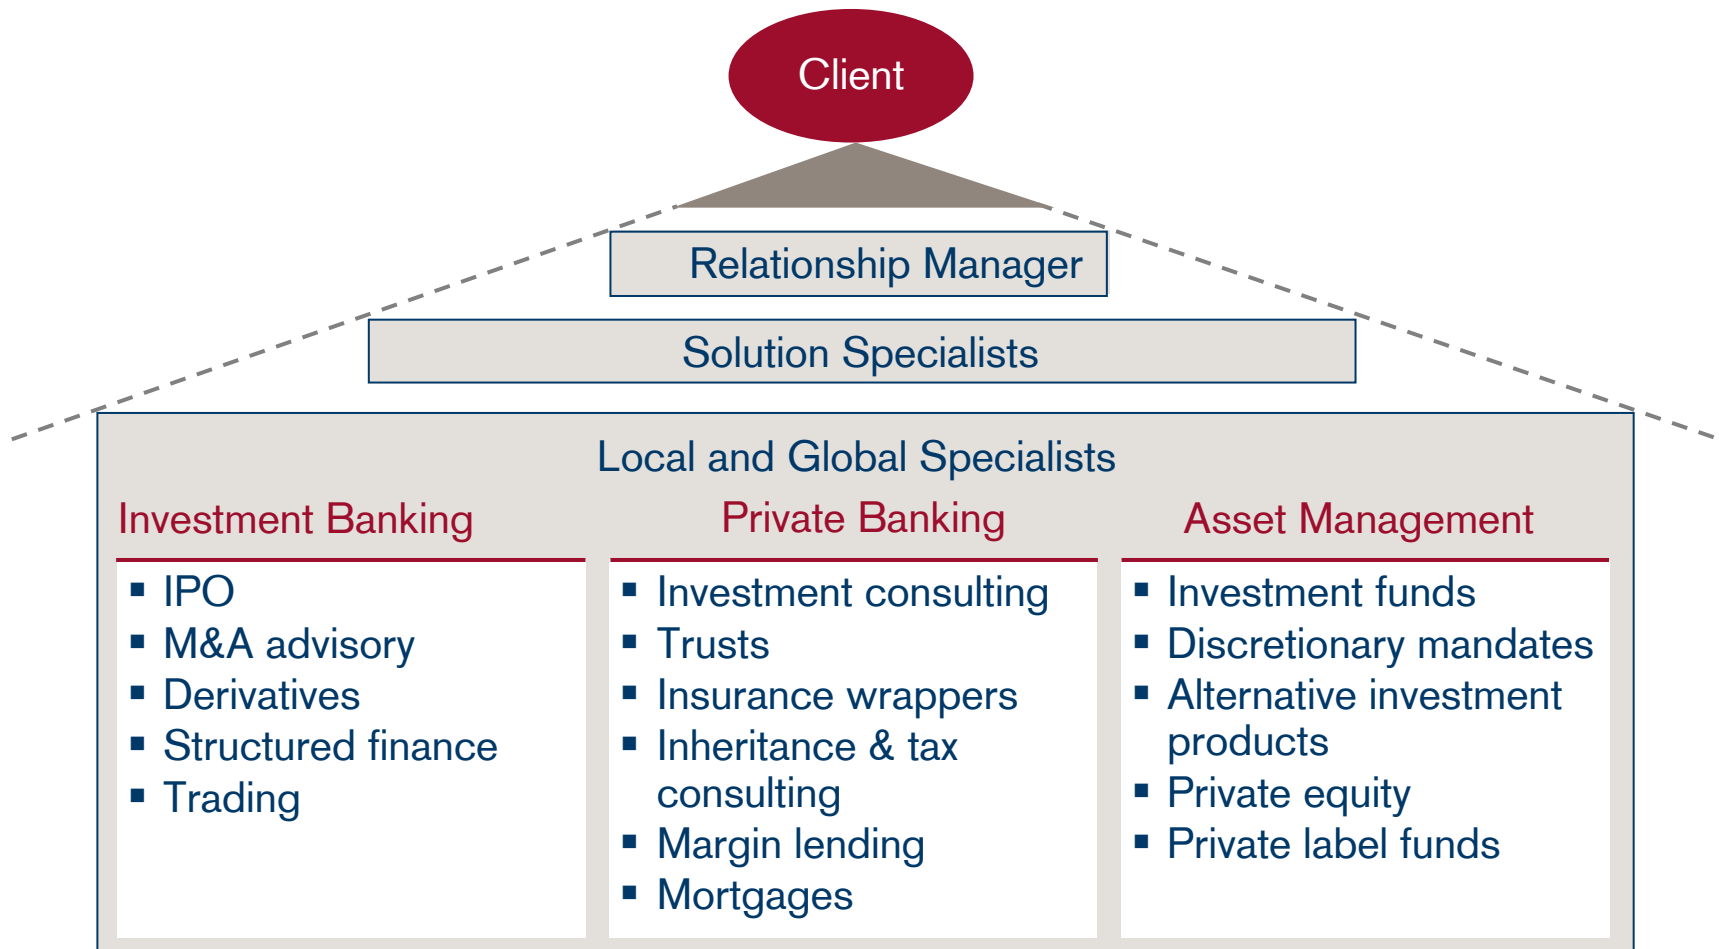 Client
Relationship Manager
Solution Specialists
Local and Global Specialists
Investment Banking
▪ IPO
▪ M&A advisory
▪ Derivatives
▪ Structured finance
▪ Trading
Private Banking
▪ Investment consulting
▪ Trusts
▪ Insurance wrappers
▪ Inheritance & tax
consulting
▪ Margin lending
▪ Mortgages
Asset Management
▪ Investment funds
▪ Discretionary mandates
▪ Alternative investment
products
▪ Private equity
▪ Private label funds